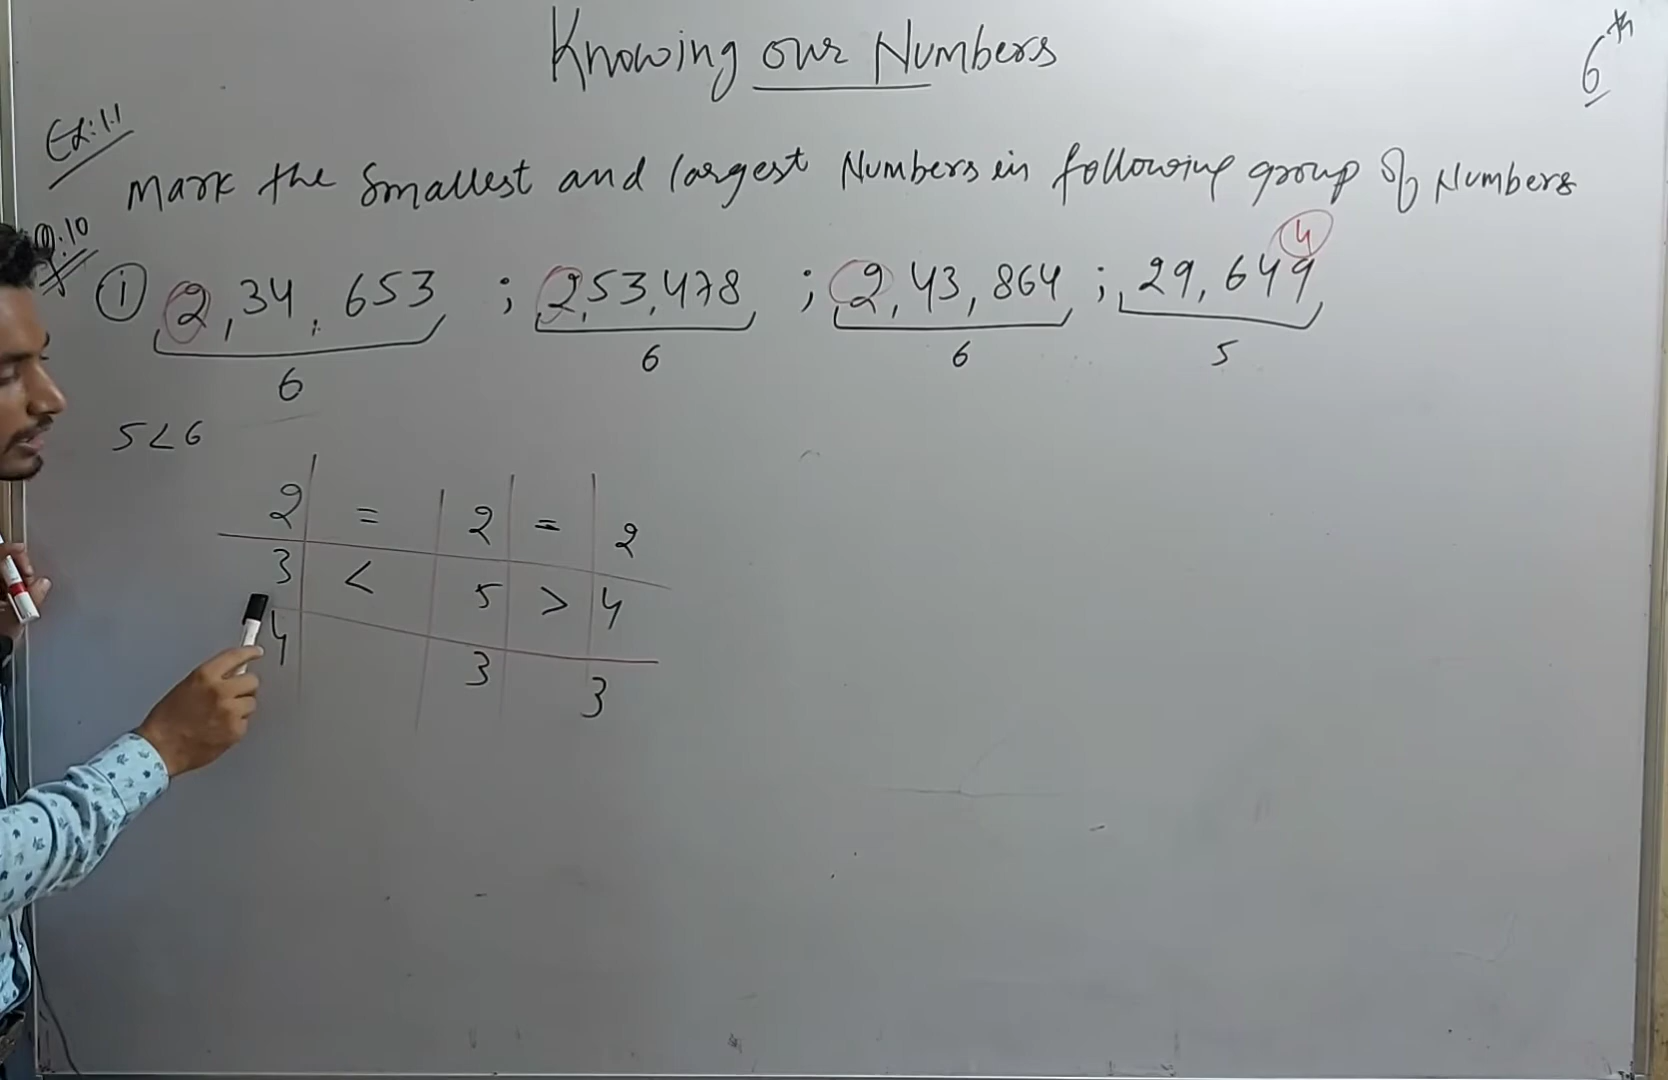 Knowing our Numbers
6th
Ex:1.1
Mark the Smallest and largest Numbers in following group of Numbers
Q.10
① 2,34,653 ; 2,53,478 ; 2,43,864 ; 29,649
4
6 6 6 5
5<6
2 = 2 = 2
3 < 5 > 4
4 3 3